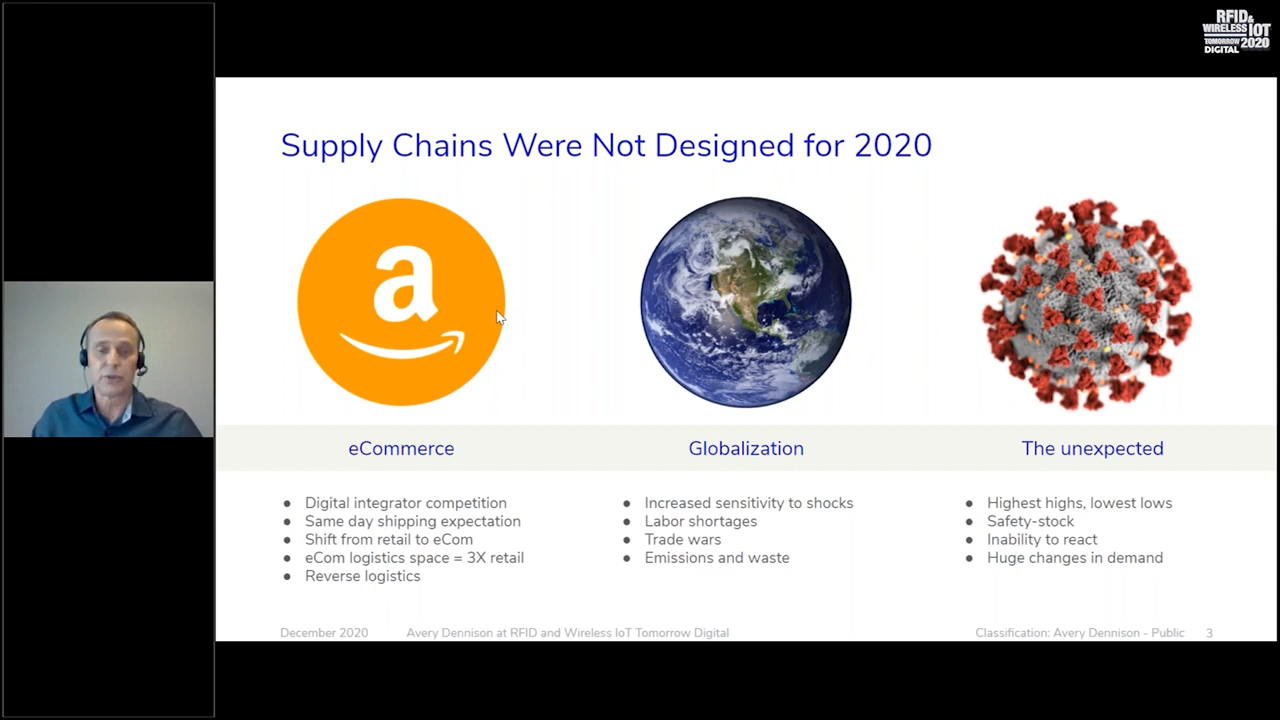 RFID&
WIRELESS IOT
TOMORROW 2020
DIGITAL
Supply Chains Were Not Designed for 2020
a
eCommerce
Globalization
The unexpected
● Digital integrator competition
● Same day shipping expectation
● Shift from retail to eCom
● eCom logistics space = 3X retail
● Reverse logistics
● Increased sensitivity to shocks
● Labor shortages
● Trade wars
● Emissions and waste
● Highest highs, lowest lows
● Safety-stock
● Inability to react
● Huge changes in demand
December 2020
Avery Dennison at RFID and Wireless IoT Tomorrow Digital
Classification: Avery Dennison - Public
3